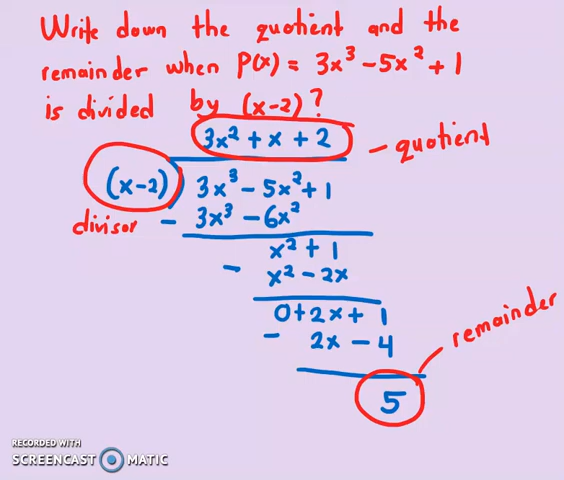 Write down the quotient and the
remainder when P(x) = 3x³ - 5x² + 1
is divided by (x-2)?
3x² + x + 2 - quotient
(x-2) 3x³ - 5x² + 1
divisor - 3x³ - 6x²
x² + 1
- x² - 2x
0+2x+1
- 2x - 4
remainder
5
RECORDED WITH
SCREENCAST MATIC